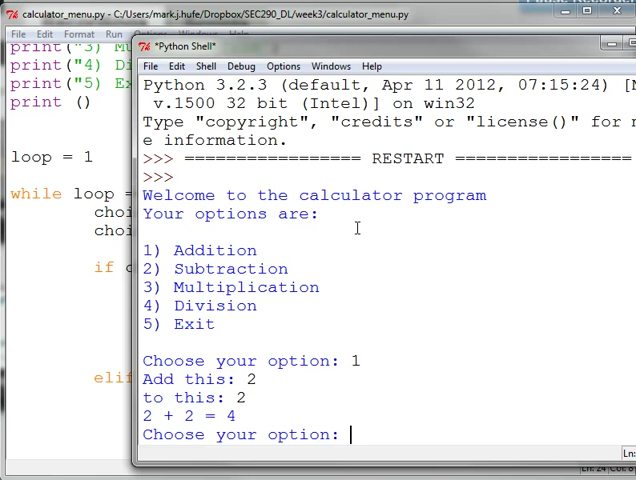 calculator_menu.py - C:/Users/mark.j.hufe/Dropbox/SEC290_DL/week3/calculator_menu.py
File Edit Format Run
print("3) Mu
print("4) Di
print("5) Ex
print ()
loop = 1
while loop =
choi
choi
if c
elif
*Python Shell*
File Edit Shell Debug Options Windows Help
Python 3.2.3 (default, Apr 11 2012, 07:15:24) [M
v.1500 32 bit (Intel)] on win32
Type "copyright", "credits" or "license()" for m
e information.
>>> ================= RESTART =================
>>>
Welcome to the calculator program
Your options are:
1) Addition
2) Subtraction
3) Multiplication
4) Division
5) Exit
Choose your option: 1
Add this: 2
to this: 2
2 + 2 = 4
Choose your option:
Ln: